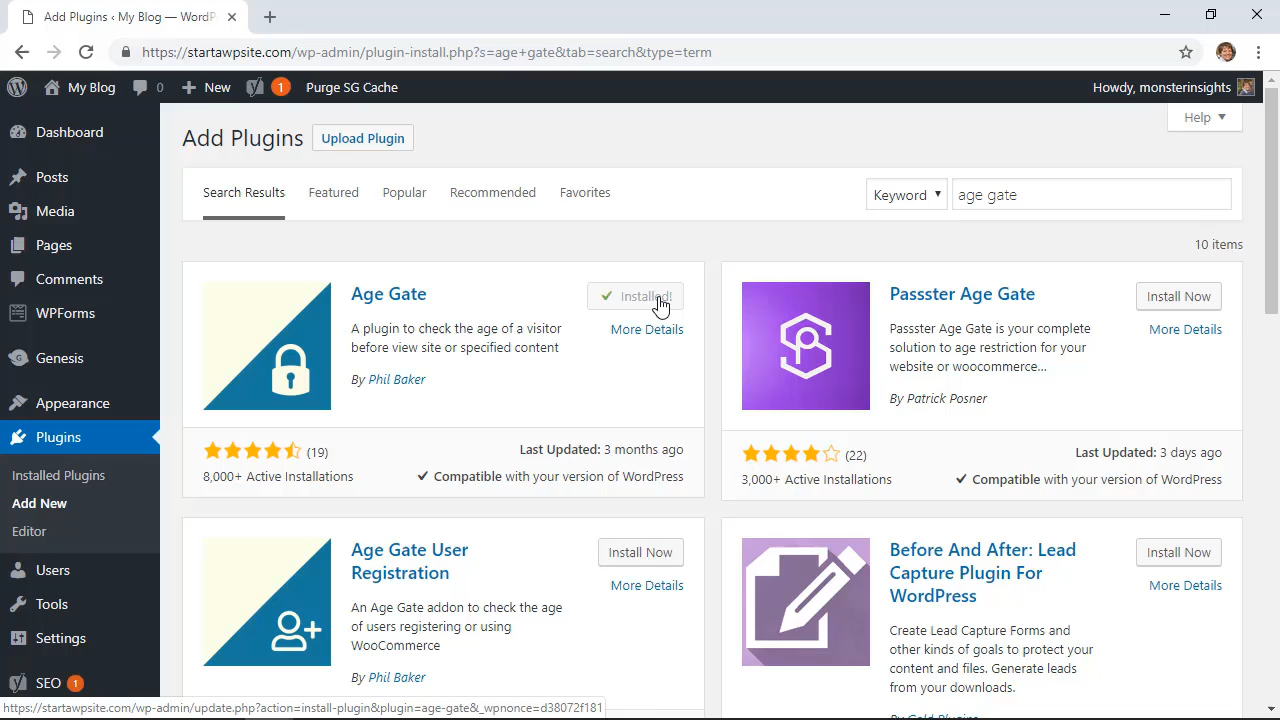 Add Plugins ‹ My Blog — WordP
https://startawpsite.com/wp-admin/plugin-install.php?s=age+gate&tab=search&type=term
My Blog 0 New 1 Purge SG Cache Howdy, monsterinsights
Help
Add Plugins Upload Plugin
Search Results Featured Popular Recommended Favorites Keyword age gate
10 items
Dashboard
Posts
Media
Pages
Comments
WPForms
Genesis
Appearance
Plugins
Installed Plugins
Add New
Editor
Users
Tools
Settings
SEO 1
Age Gate
Installed!
More Details
A plugin to check the age of a visitor
before view site or specified content
By Phil Baker
(19)
8,000+ Active Installations
Last Updated: 3 months ago
Compatible with your version of WordPress
Passster Age Gate
Install Now
More Details
Passster Age Gate is your complete
solution to age restriction for your
website or woocommerce...
By Patrick Posner
(22)
3,000+ Active Installations
Last Updated: 3 days ago
Compatible with your version of WordPress
Age Gate User
Registration
Install Now
More Details
An Age Gate addon to check the age
of users registering or using
WooCommerce
By Phil Baker
Before And After: Lead
Capture Plugin For
WordPress
Install Now
More Details
Create Lead Capture Forms and
other kinds of goals to protect your
content and files. Generate leads
from your downloads.
By Gold Plugins
https://startawpsite.com/wp-admin/update.php?action=install-plugin&plugin=age-gate&_wpnonce=d38072f181